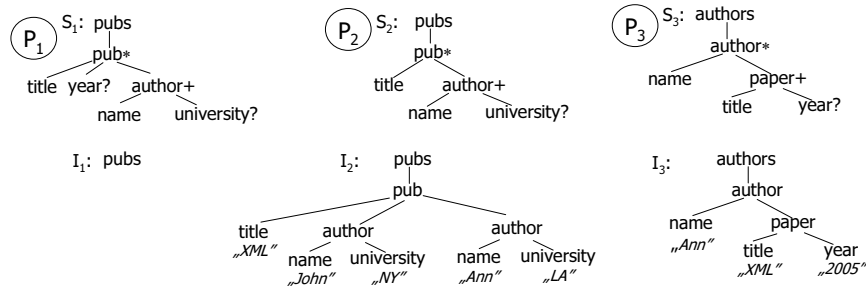 P1 S1: pubs P2 S2: pubs P3 S3: authors
pub* pub* author*
title year? author+ title author+ name paper+
name university? name university? title year?
I1: pubs I2: pubs I3: authors
pub author
title author author name paper
„XML” name university name university „Ann” title year
„John” „NY” „Ann” „LA” „XML” „2005”